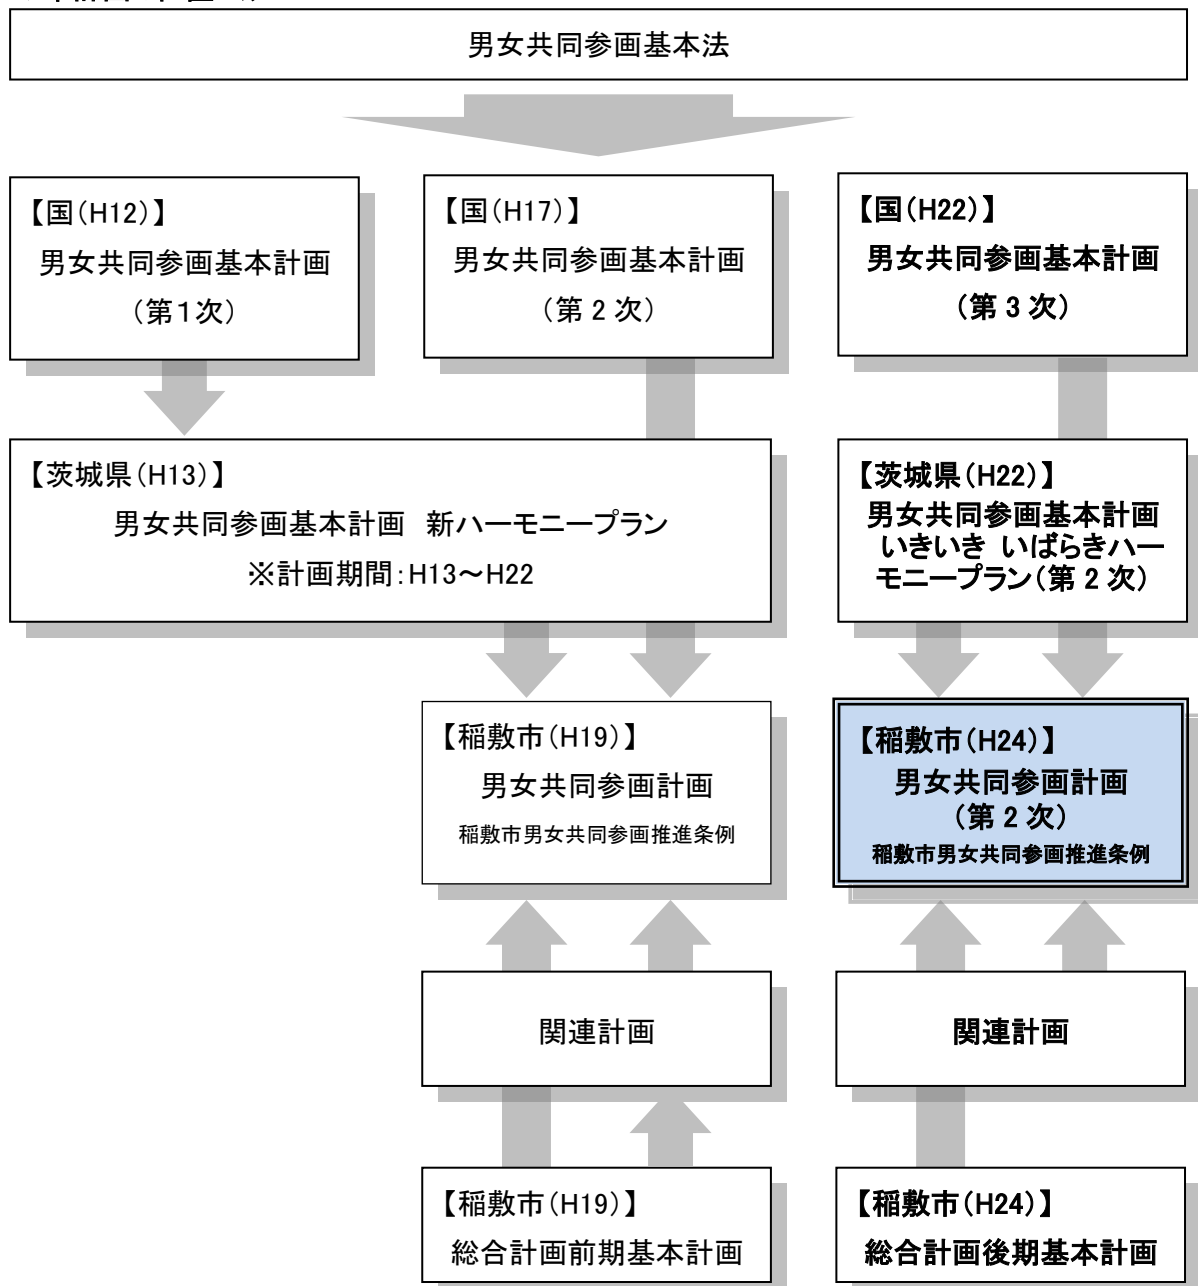 男女共同参画基本法
【国(H12)】
男女共同参画基本計画
(第1次)
【国(H17)】
男女共同参画基本計画
(第2次)
【国(H22)】
男女共同参画基本計画
(第3次)
【茨城県(H13)】
男女共同参画基本計画 新ハーモニープラン
※計画期間:H13～H22
【茨城県(H22)】
男女共同参画基本計画
いきいき いばらきハー
モニープラン(第2次)
【稲敷市(H19)】
男女共同参画計画
稲敷市男女共同参画推進条例
【稲敷市(H24)】
男女共同参画計画
(第2次)
稲敷市男女共同参画推進条例
関連計画
関連計画
【稲敷市(H19)】
総合計画前期基本計画
【稲敷市(H24)】
総合計画後期基本計画